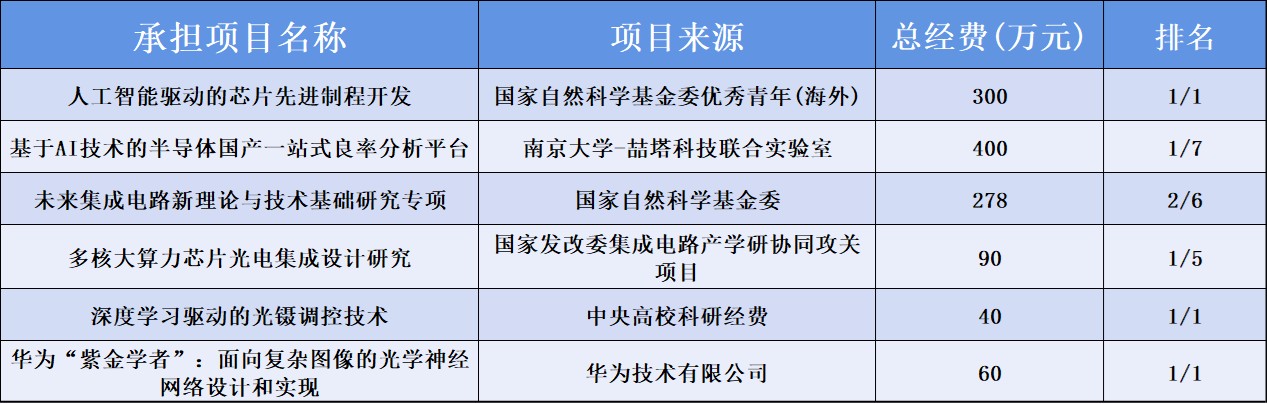 承担项目名称 项目来源 总经费(万元) 排名
人工智能驱动的芯片先进制程开发 国家自然科学基金委优秀青年(海外) 300 1/1
基于AI技术的半导体国产一站式良率分析平台 南京大学-喆塔科技联合实验室 400 1/7
未来集成电路新理论与技术基础研究专项 国家自然科学基金委 278 2/6
多核大算力芯片光电集成设计研究 国家发改委集成电路产学研协同攻关
项目 90 1/5
深度学习驱动的光镊调控技术 中央高校科研经费 40 1/1
华为“紫金学者”：面向复杂图像的光学神经
网络设计和实现 华为技术有限公司 60 1/1